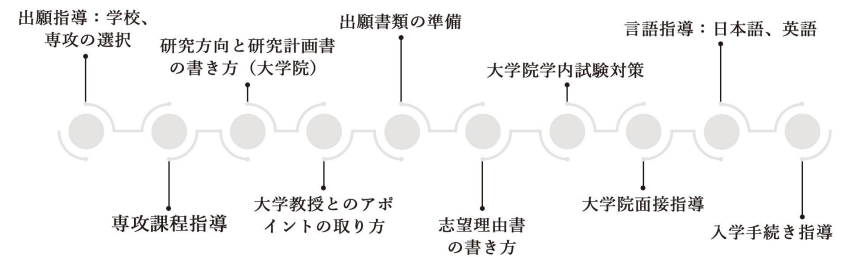 出願指導：学校、
専攻の選択
専攻課程指導
研究方向と研究計画書
の書き方（大学院）
大学教授とのアポ
イントの取り方
出願書類の準備
志望理由書
の書き方
大学院学内試験対策
大学院面接指導
言語指導：日本語、英語
入学手続き指導